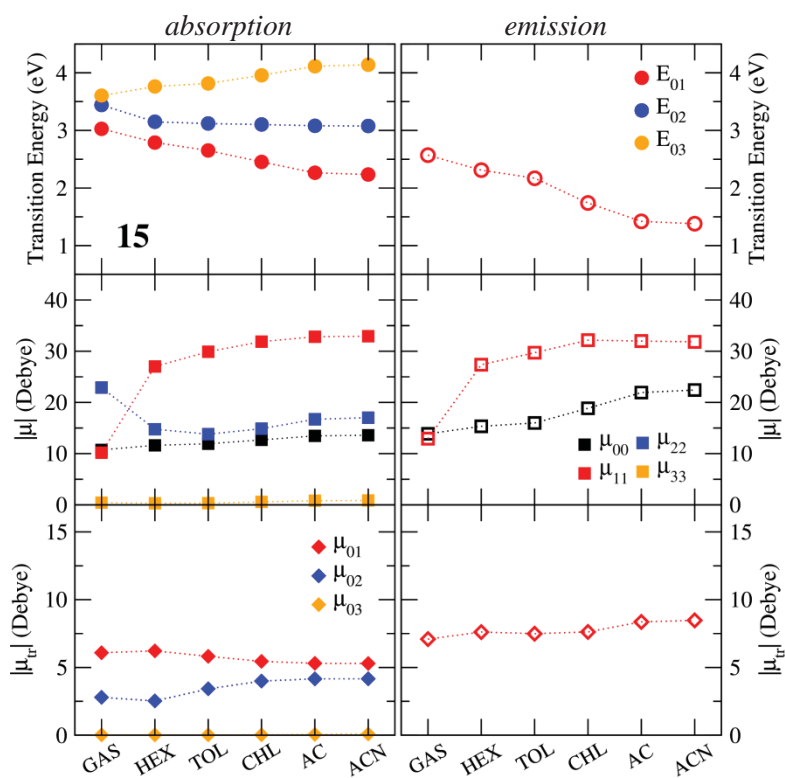 absorption
emission
Transition Energy (eV)
4
3
2
1
15
E01
E02
E03
Transition Energy (eV)
4
3
2
1
|μ| (Debye)
40
30
20
10
0
μ00
μ22
μ11
μ33
|μ| (Debye)
40
30
20
10
0
|μtr| (Debye)
15
10
5
0
μ01
μ02
μ03
|μtr| (Debye)
15
10
5
0
GAS HEX TOL CHL AC ACN
GAS HEX TOL CHL AC ACN